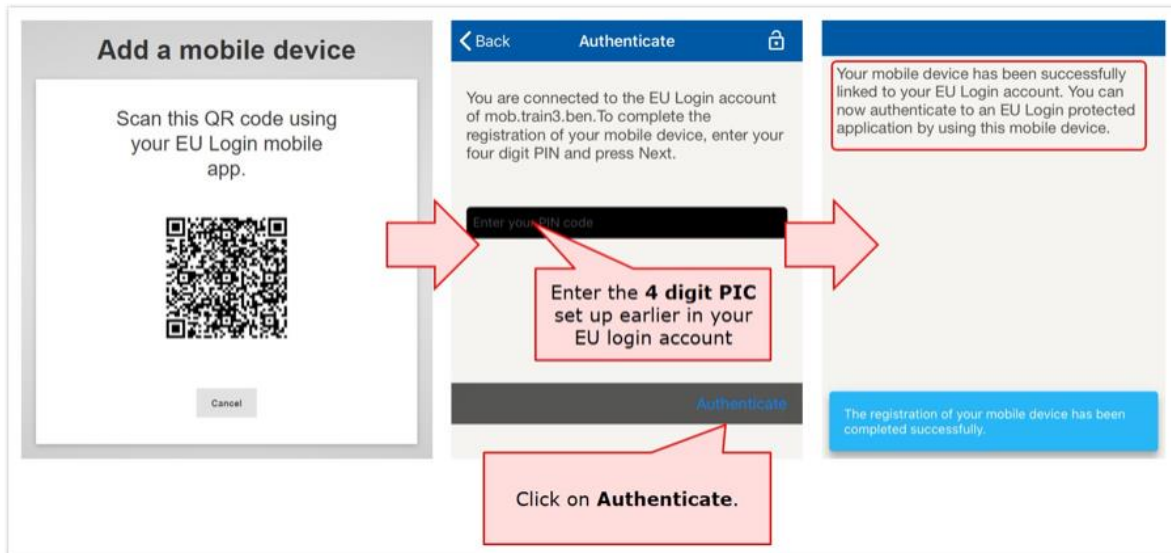 Add a mobile device
Scan this QR code using
your EU Login mobile
app.
Cancel
Back
Authenticate
You are connected to the EU Login account
of mob.train3.ben.To complete the
registration of your mobile device, enter your
four digit PIN and press Next.
Enter your PIN code
Enter the 4 digit PIC
set up earlier in your
EU login account
Authenticate
Click on Authenticate.
Your mobile device has been successfully
linked to your EU Login account. You can
now authenticate to an EU Login protected
application by using this mobile device.
The registration of your mobile device has been
completed successfully.